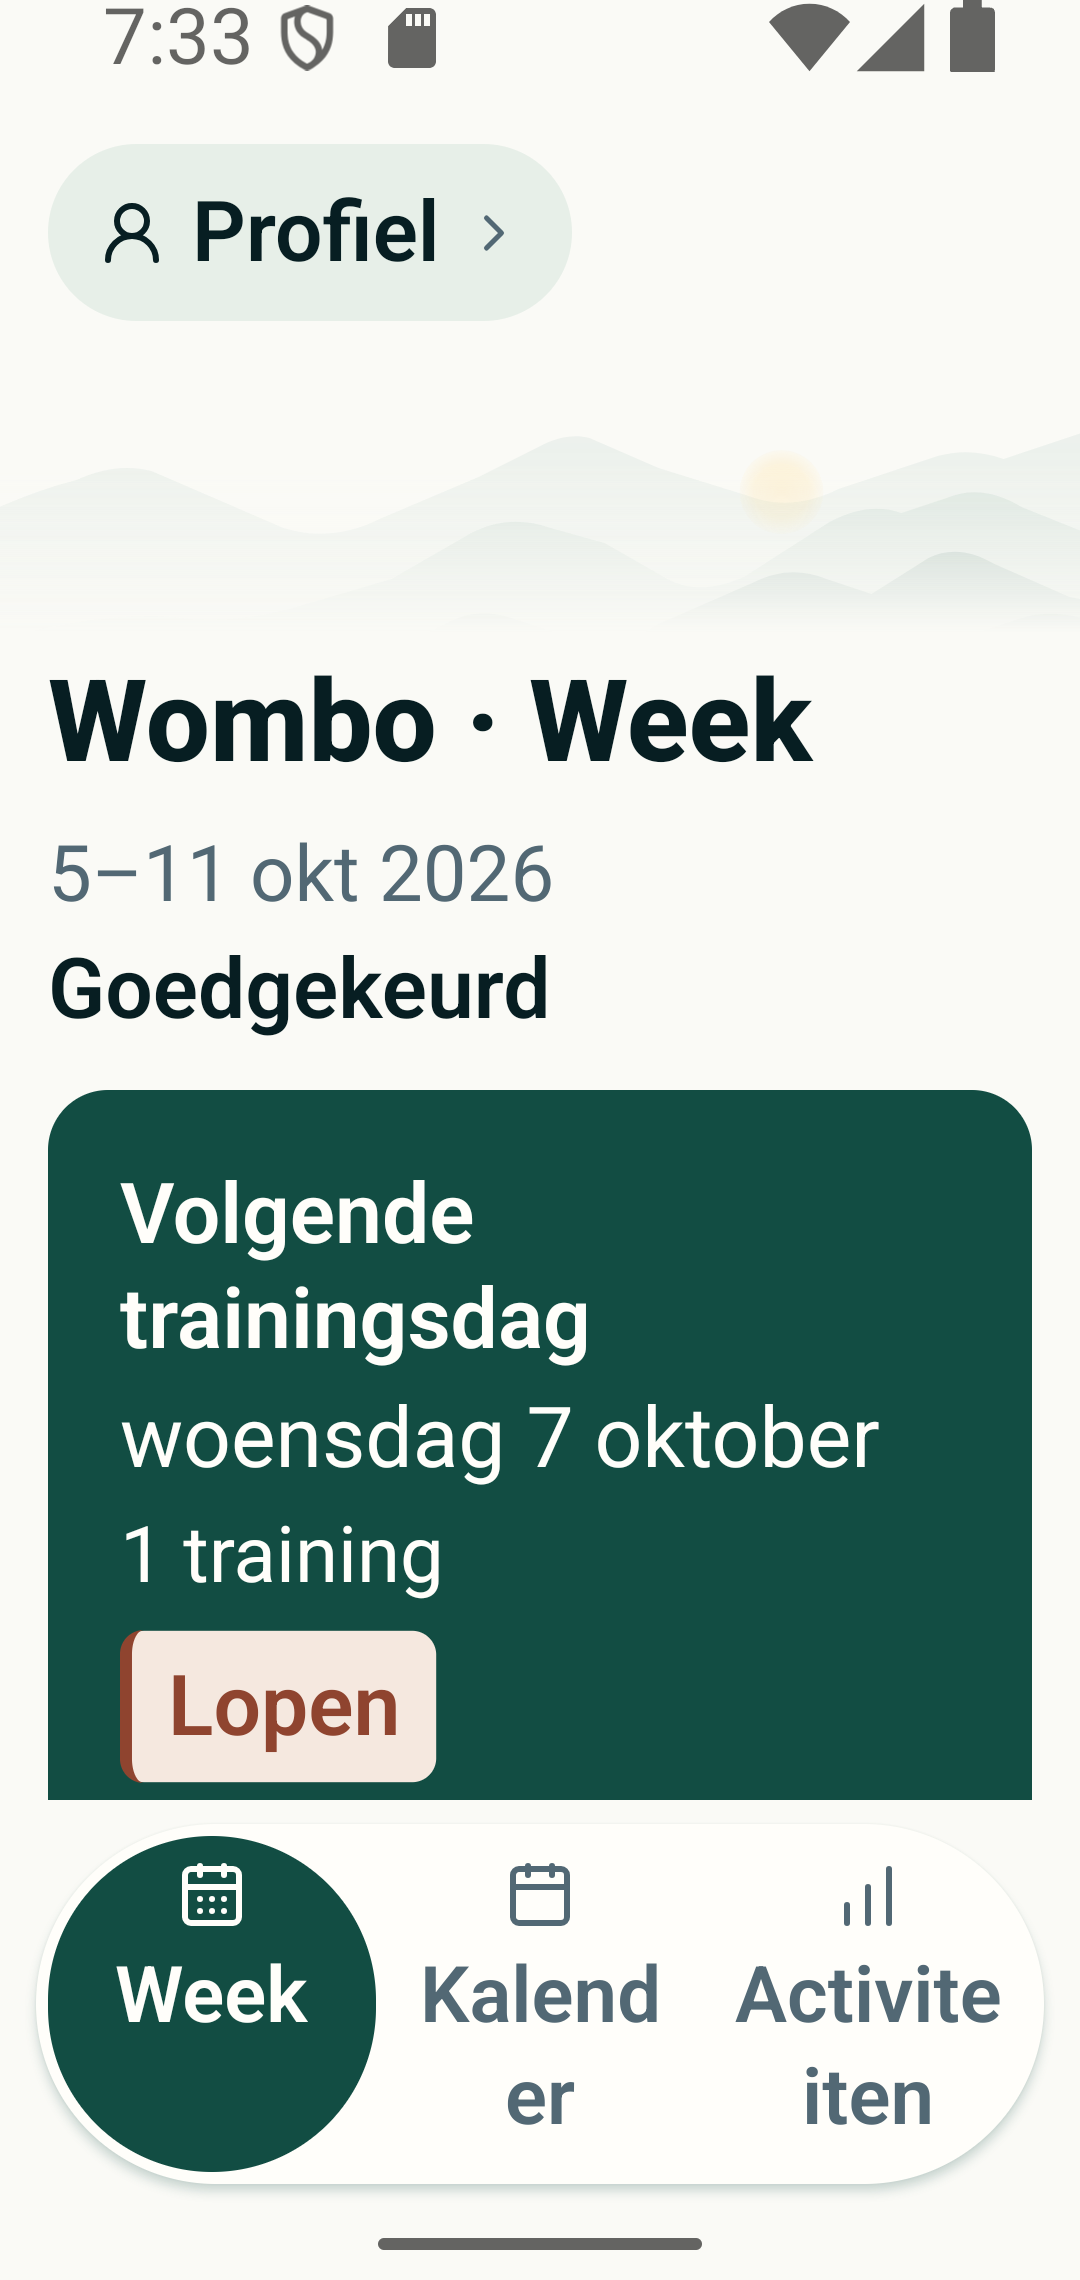 7:33
Profiel
Wombo · Week
5–11 okt 2026
Goedgekeurd
Volgende
trainingsdag
woensdag 7 oktober
1 training
Lopen
Week
Kalend
er
Activite
iten